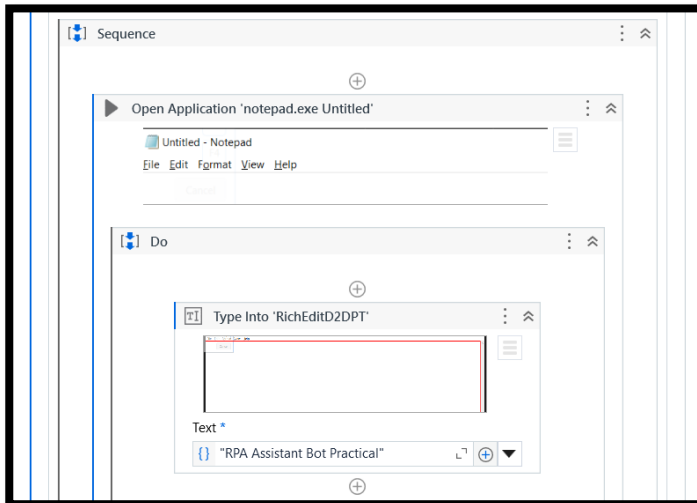 Sequence
Open Application 'notepad.exe Untitled'
Untitled - Notepad
File Edit Format View Help
Do
Type Into 'RichEditD2DPT'
Text *
"RPA Assistant Bot Practical"